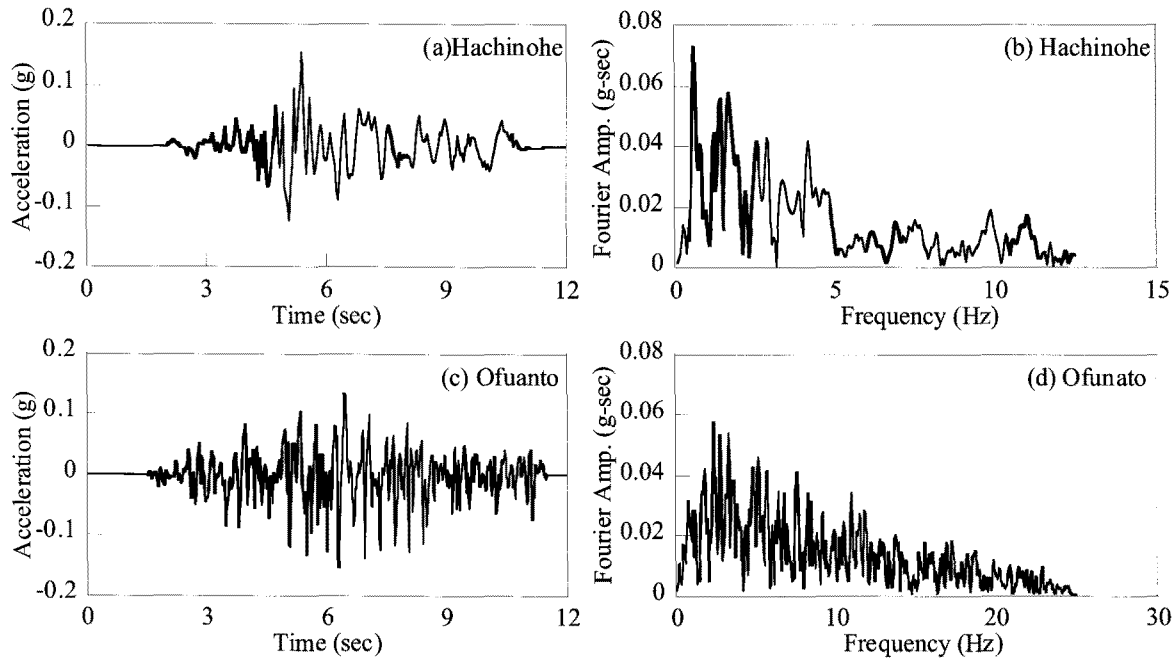 0.2
0.1
0
-0.1
-0.2
Acceleration (g)
(a)Hachinohe
0 3 6 9 12
Time (sec)
0.08
0.06
0.04
0.02
0
Fourier Amp. (g-sec)
(b) Hachinohe
0 5 10 15
Frequency (Hz)
0.2
0.1
0
-0.1
-0.2
Acceleration (g)
(c) Ofuanto
0 3 6 9 12
Time (sec)
0.08
0.06
0.04
0.02
0
Fourier Amp. (g-sec)
(d) Ofunato
0 10 20 30
Frequency (Hz)